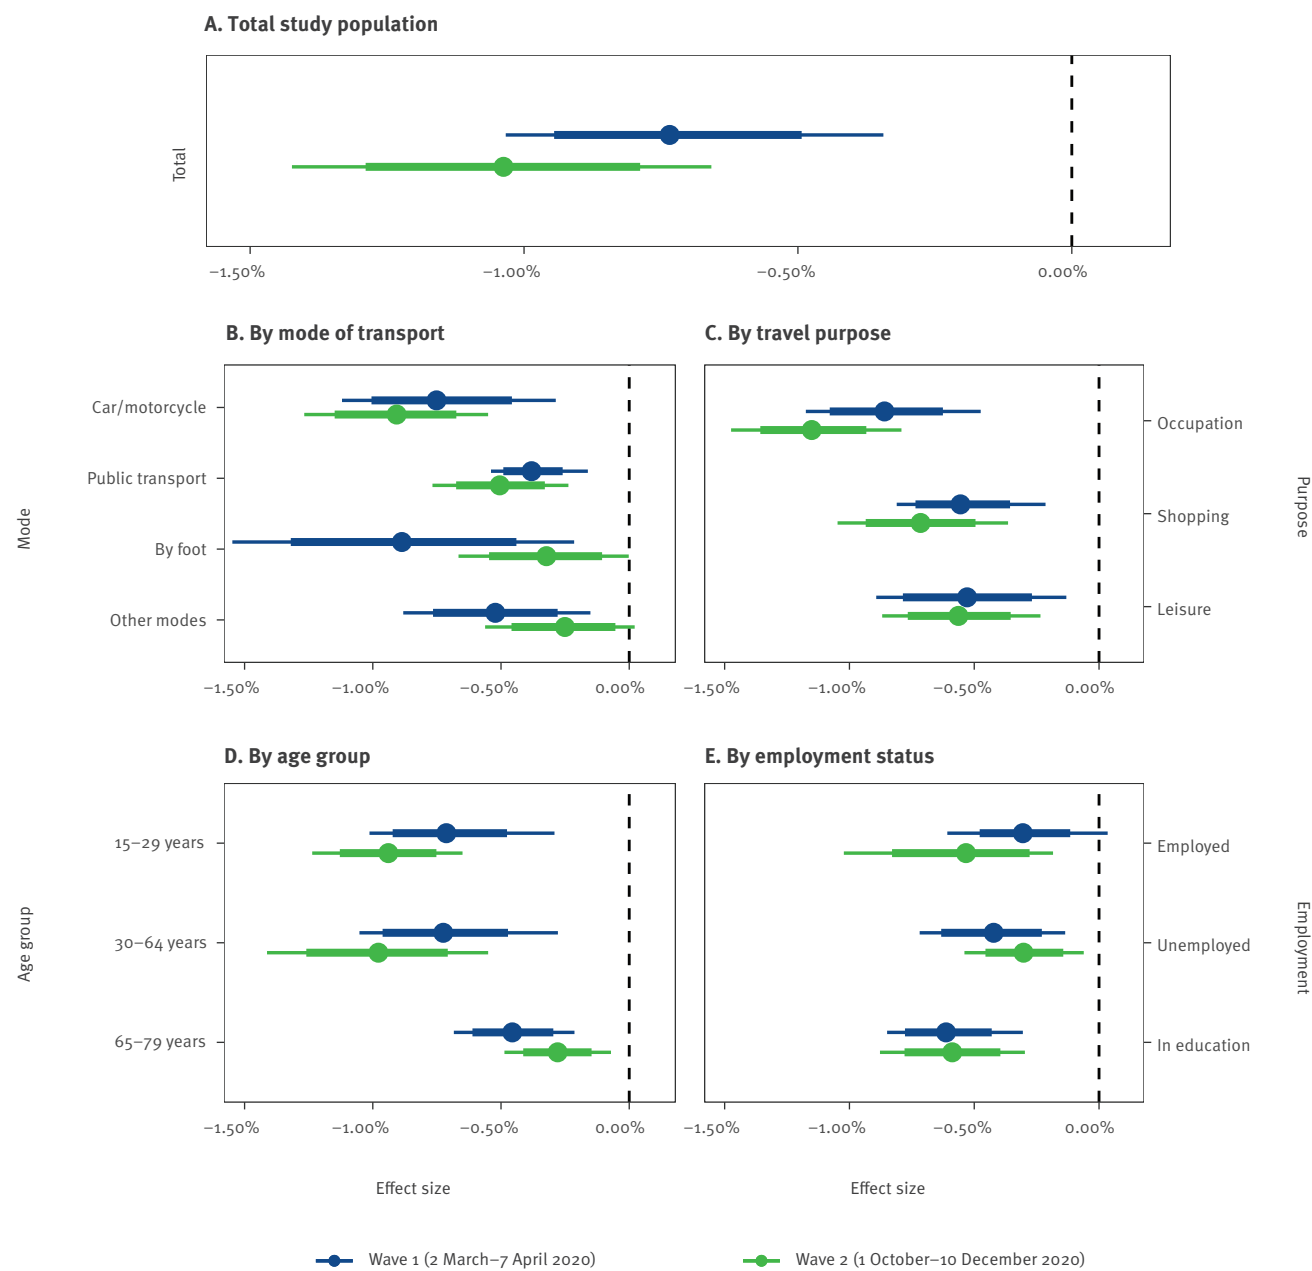 A. Total study population
Total
−1.50%
−1.00%
−0.50%
0.00%
B. By mode of transport
Mode
Car/motorcycle
Public transport
By foot
Other modes
−1.50%
−1.00%
−0.50%
0.00%
C. By travel purpose
Occupation
Shopping
Leisure
Purpose
−1.50%
−1.00%
−0.50%
0.00%
D. By age group
Age group
15–29 years
30–64 years
65–79 years
−1.50%
−1.00%
−0.50%
0.00%
Effect size
E. By employment status
Employed
Unemployed
In education
Employment
−1.50%
−1.00%
−0.50%
0.00%
Effect size
Wave 1 (2 March–7 April 2020)
Wave 2 (1 October–10 December 2020)